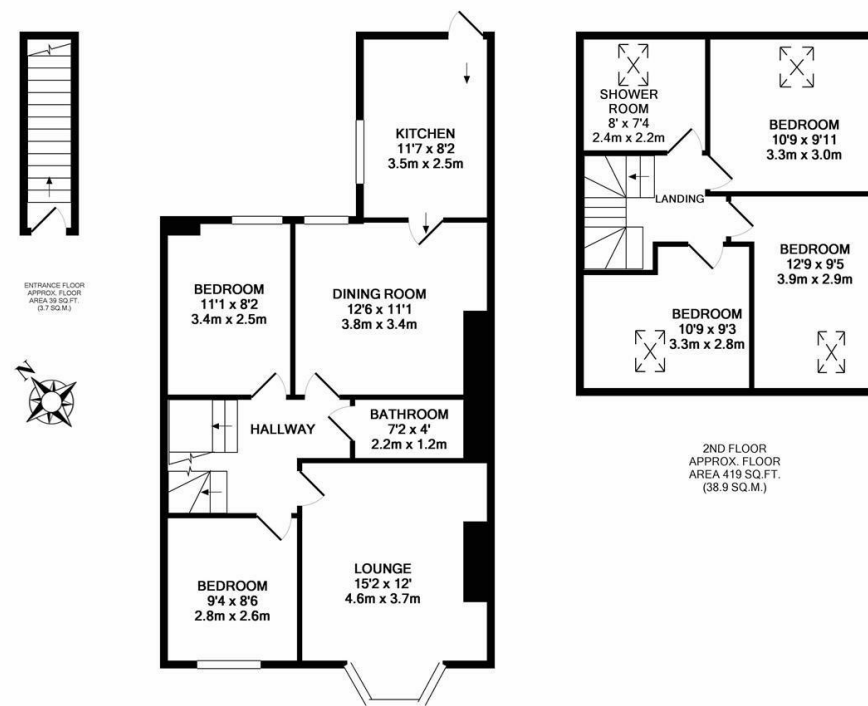 ENTRANCE FLOOR
APPROX. FLOOR
AREA 39 SQ.FT.
(3.7 SQ.M.)
N
KITCHEN
11'7 x 8'2
3.5m x 2.5m
BEDROOM
11'1 x 8'2
3.4m x 2.5m
DINING ROOM
12'6 x 11'1
3.8m x 3.4m
HALLWAY
BATHROOM
7'2 x 4'
2.2m x 1.2m
BEDROOM
9'4 x 8'6
2.8m x 2.6m
LOUNGE
15'2 x 12'
4.6m x 3.7m
SHOWER
ROOM
8' x 7'4
2.4m x 2.2m
BEDROOM
10'9 x 9'11
3.3m x 3.0m
LANDING
BEDROOM
12'9 x 9'5
3.9m x 2.9m
BEDROOM
10'9 x 9'3
3.3m x 2.8m
2ND FLOOR
APPROX. FLOOR
AREA 419 SQ.FT.
(38.9 SQ.M.)